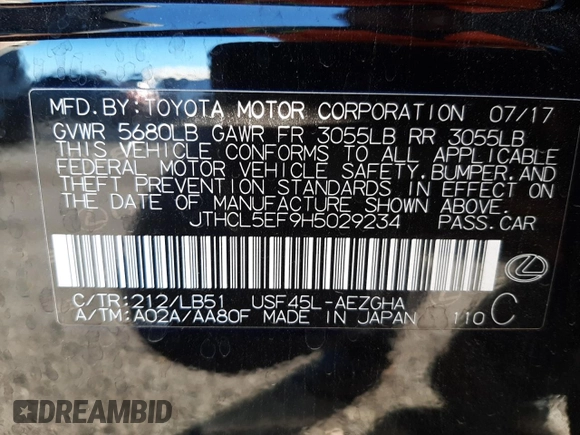 MFD.BY:TOYOTA MOTOR CORPORATION 07/17
GVWR 5680LB GAWR FR 3055LB RR 3055LB
THIS VEHICLE CONFORMS TO ALL APPLICABLE
FEDERAL MOTOR VEHICLE SAFETY,BUMPER,AND
THEFT PREVENTION STANDARDS IN EFFECT ON
THE DATE OF MANUFACTURE SHOWN ABOVE.
JTHCL5EF9H5029234 PASS.CAR
C/TR:212/LB51 USF45L-AEZGHA
A/TM:A02A/AA80F MADE IN JAPAN 110 C
DREAMBID